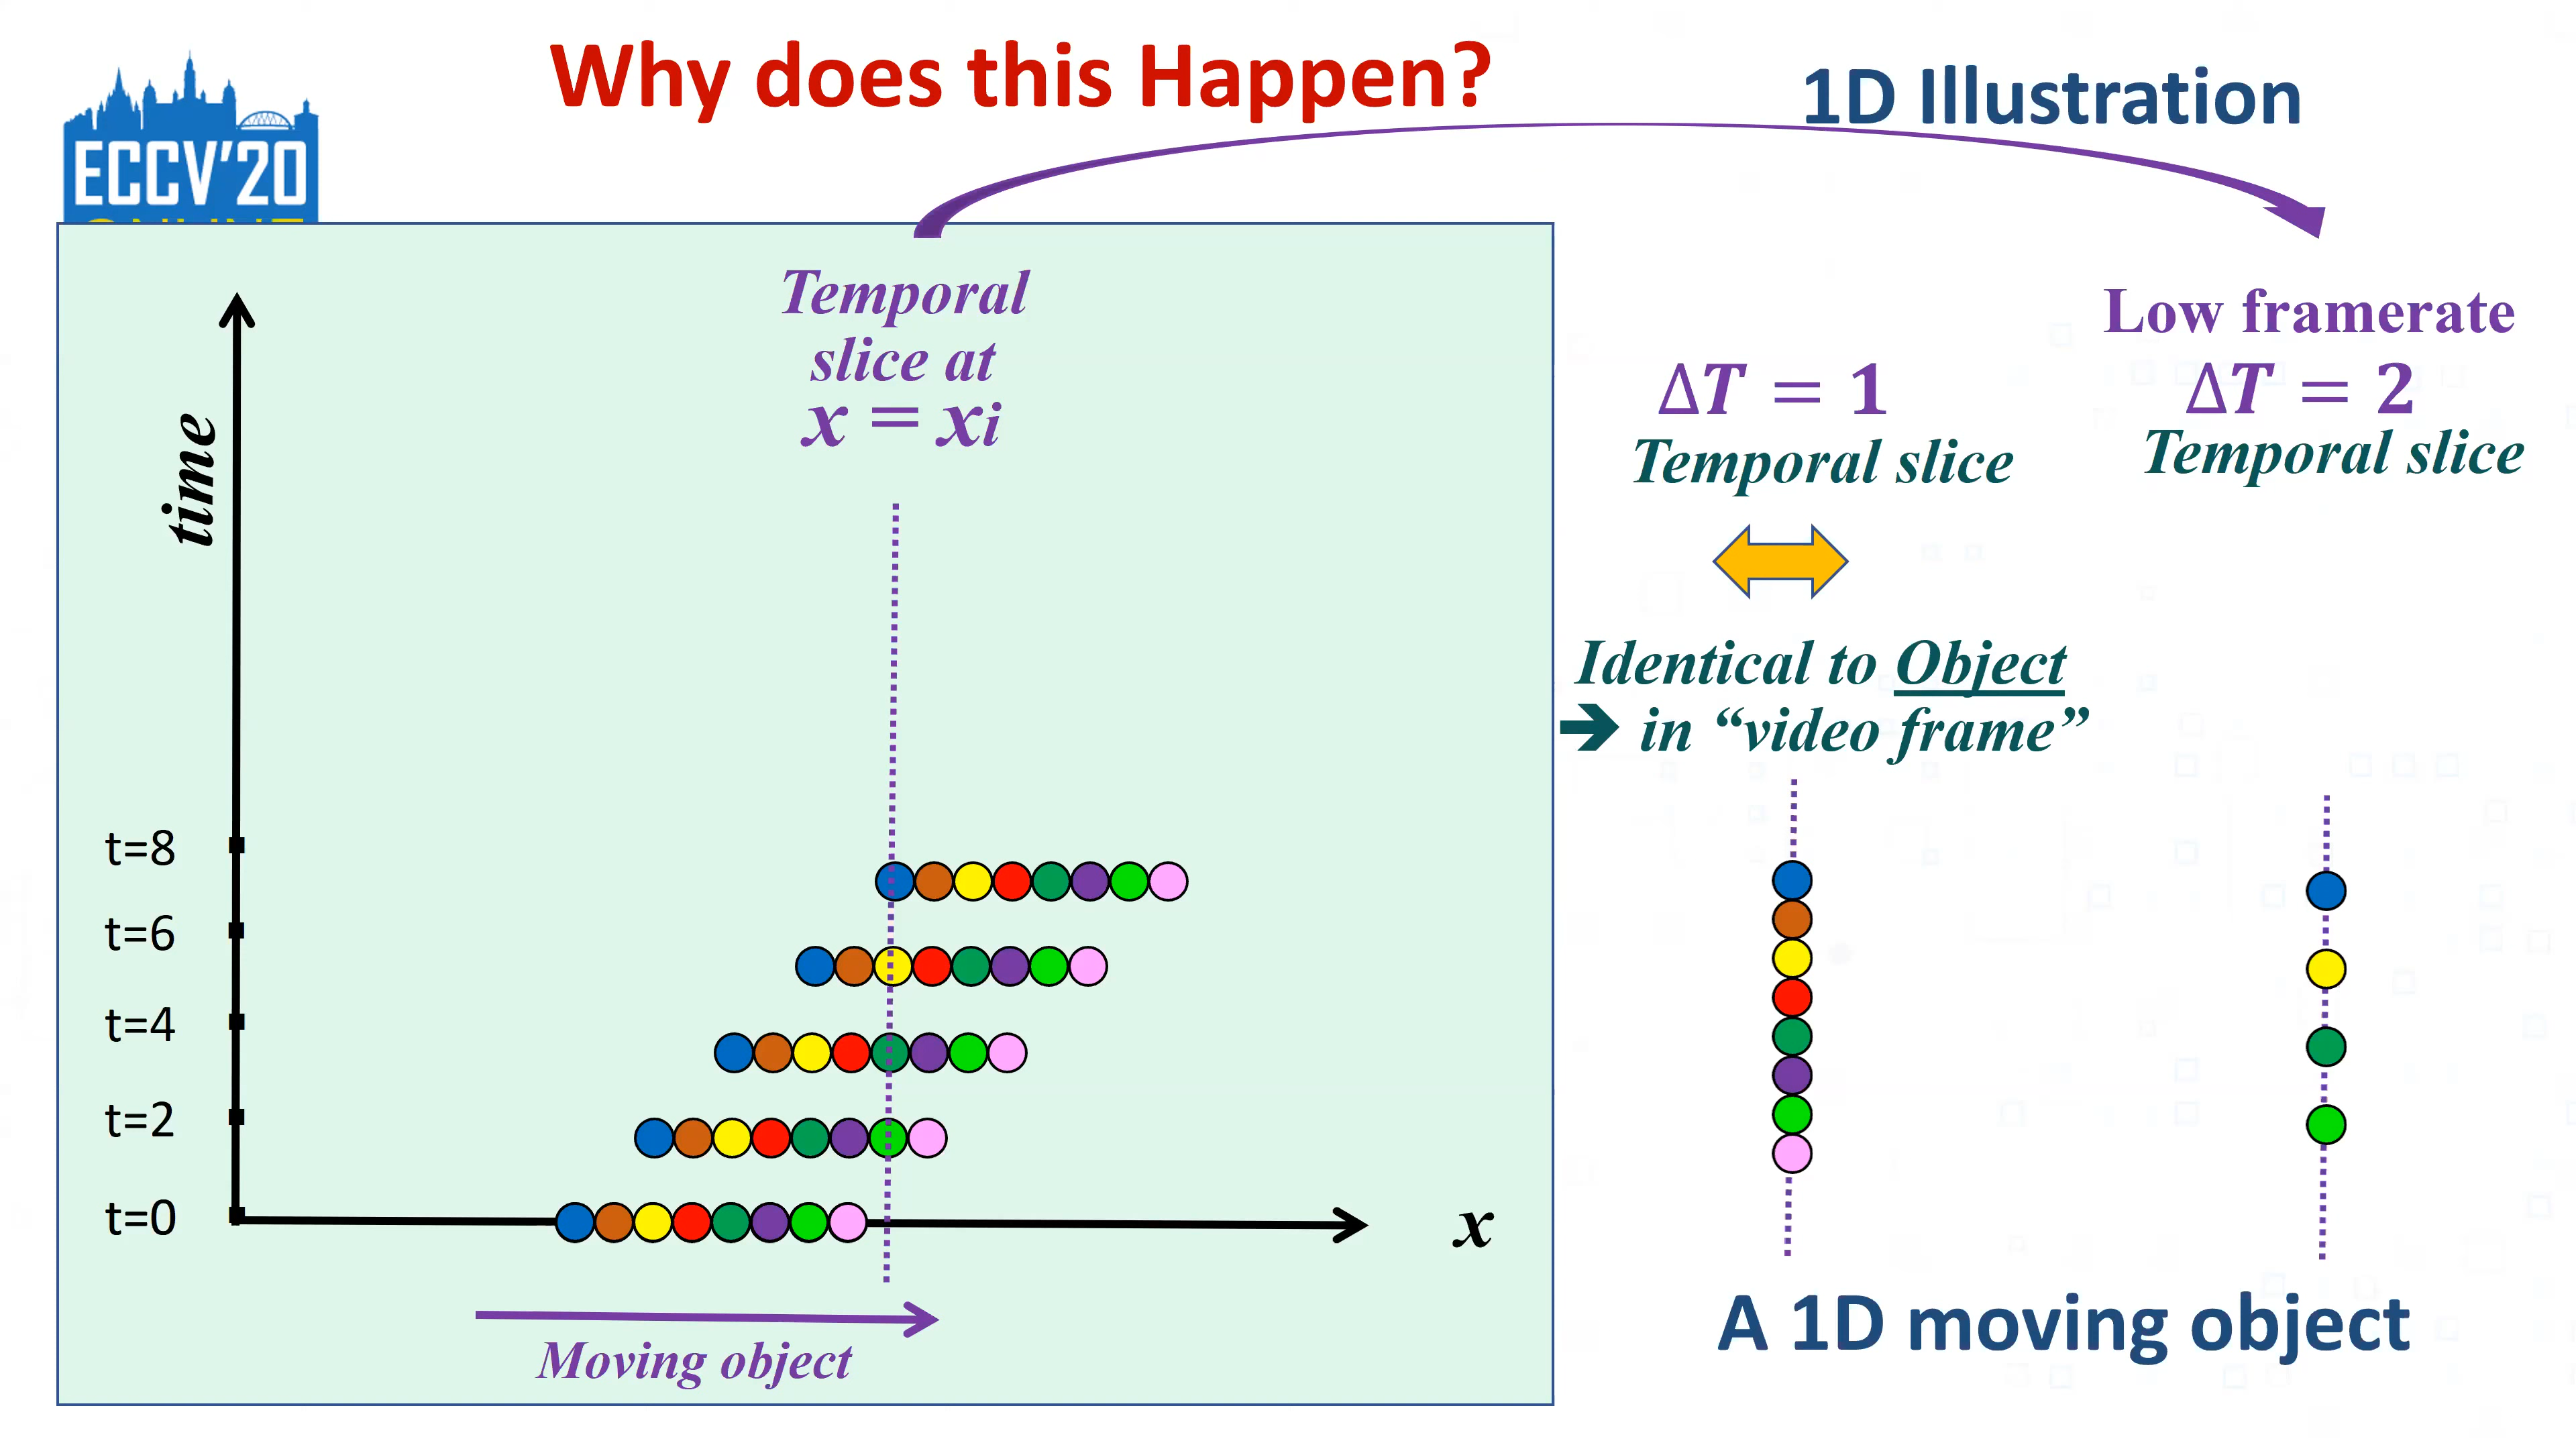 Why does this Happen?
1D Illustration
ECCV'20
Temporal
slice at
x = xi
time
t=8
t=6
t=4
t=2
t=0
x
Moving object
ΔT = 1
Temporal slice
Identical to Object
➔ in “video frame”
Low framerate
ΔT = 2
Temporal slice
A 1D moving object